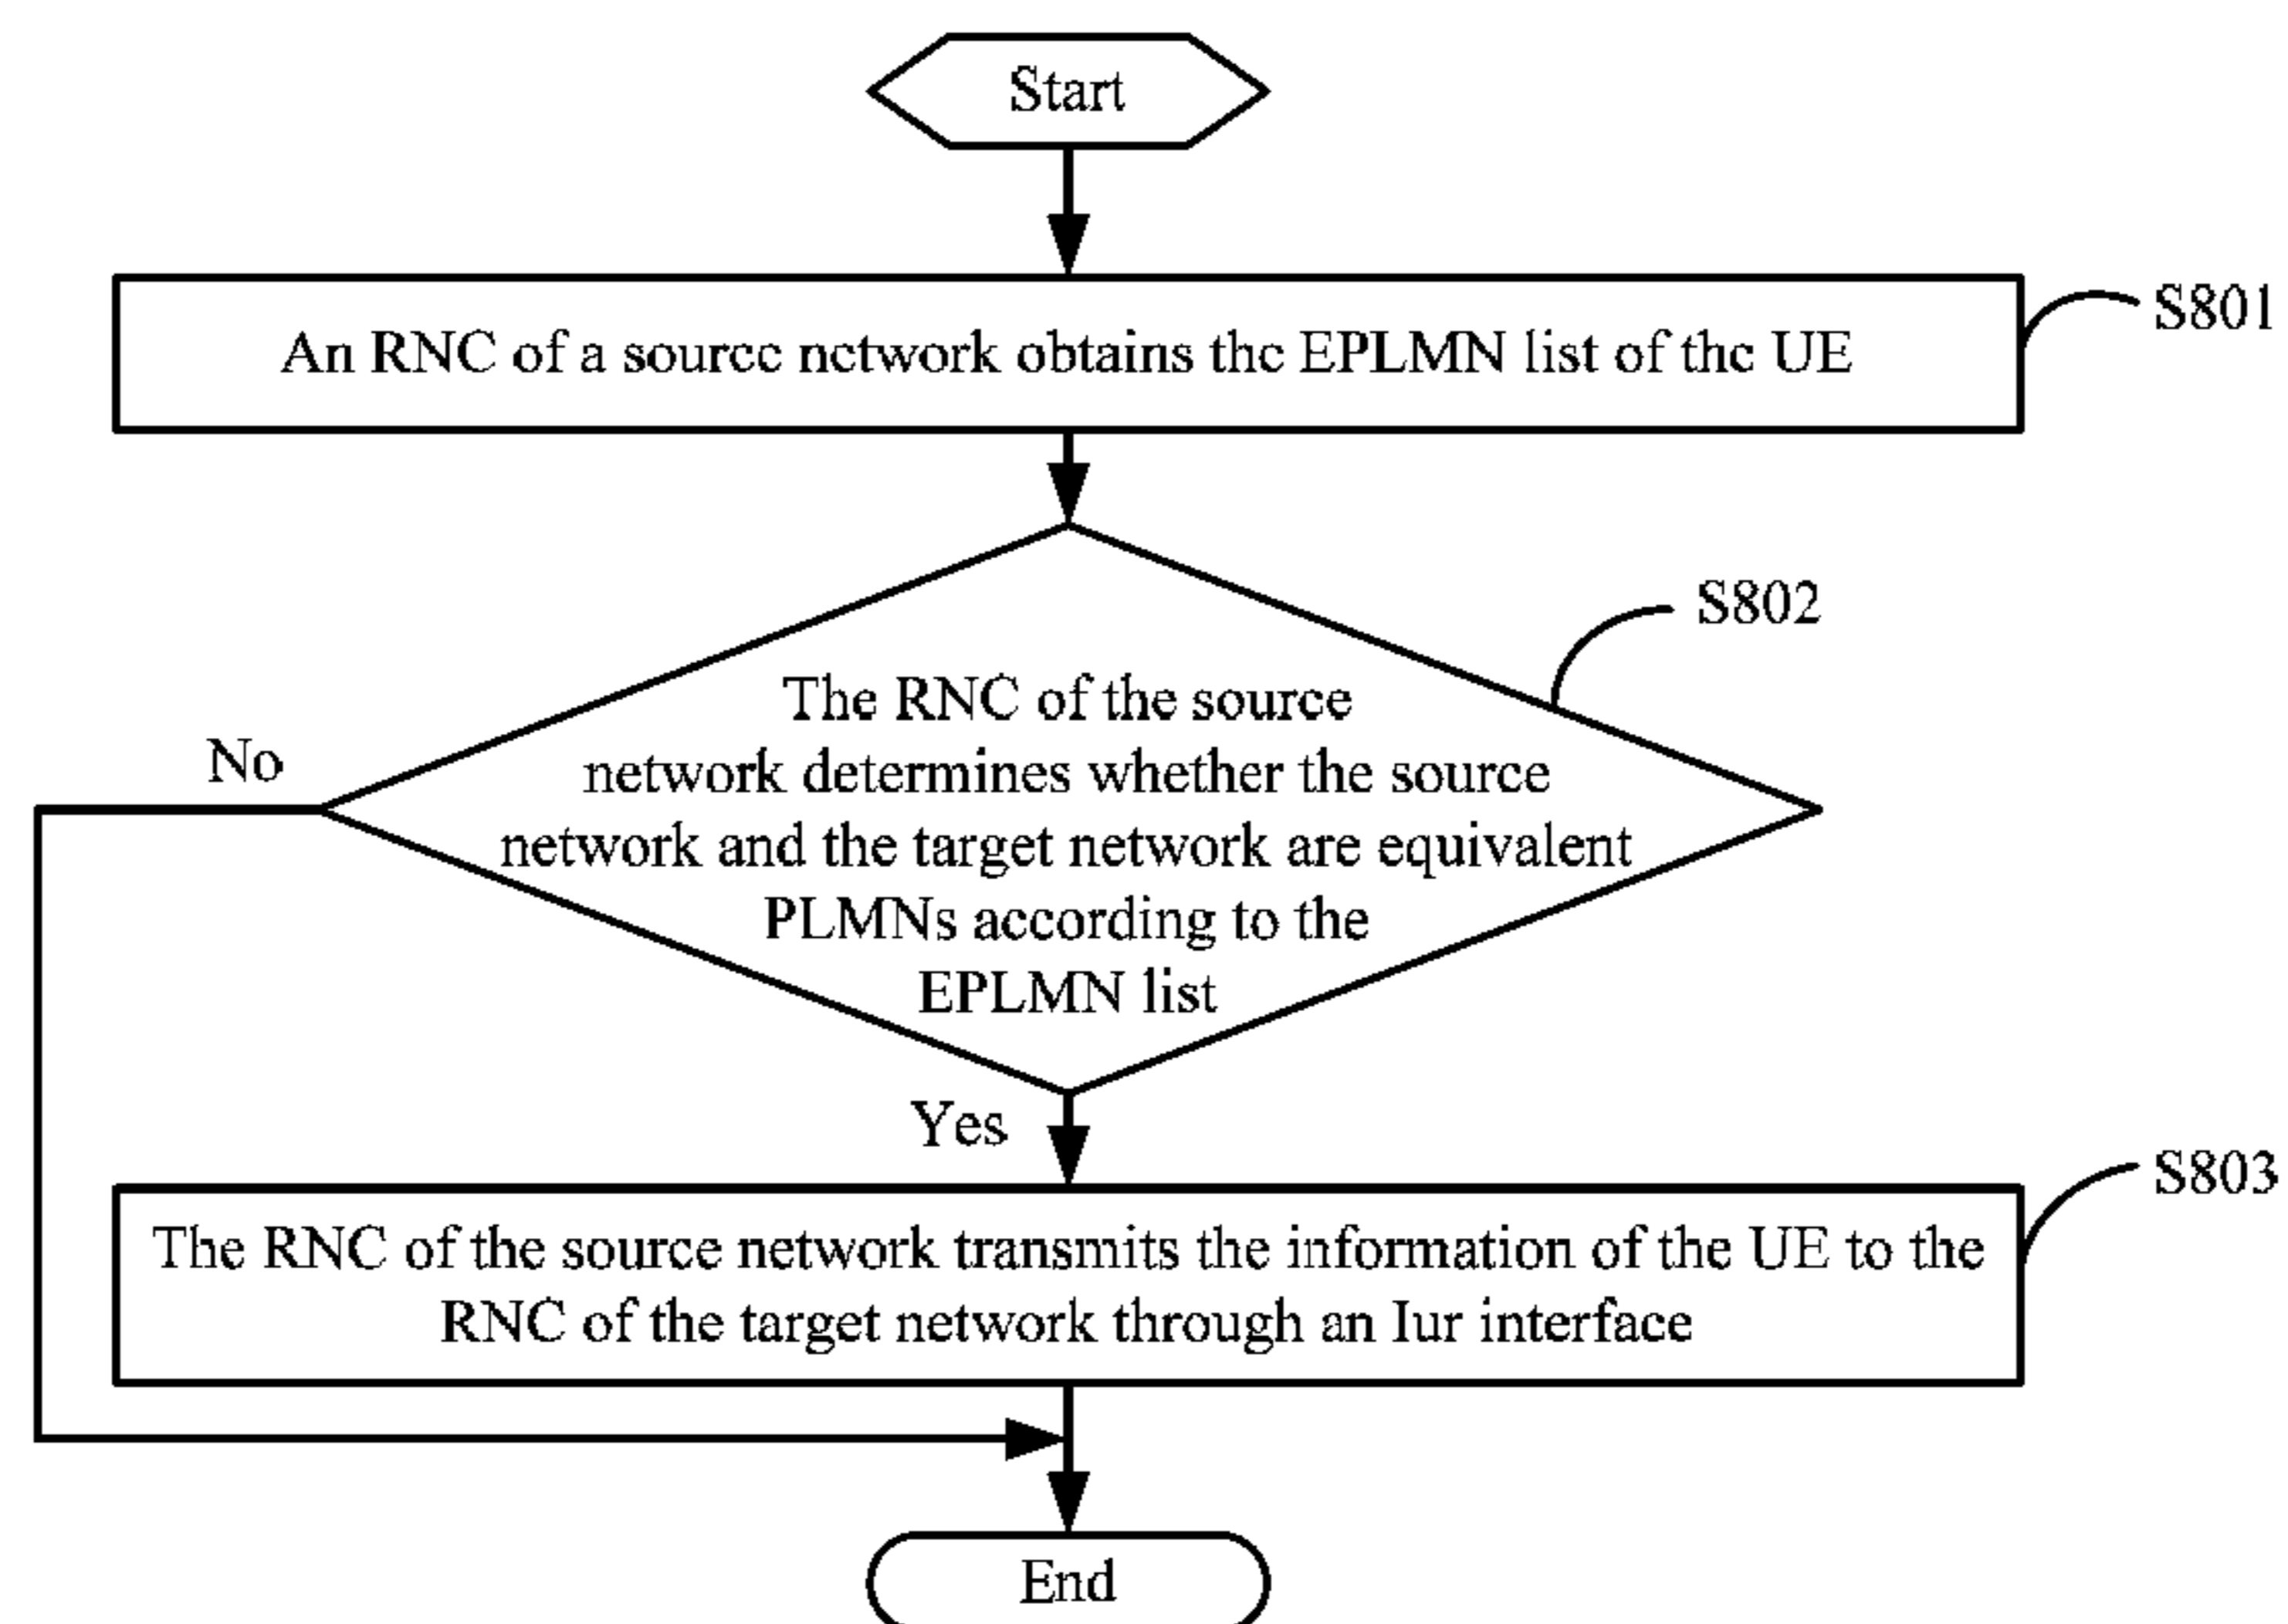 Start
S801
An RNC of a source network obtains the EPLMN list of the UE
S802
The RNC of the source
network determines whether the source
network and the target network are equivalent
PLMNs according to the
EPLMN list
No
Yes
S803
The RNC of the source network transmits the information of the UE to the
RNC of the target network through an Iur interface
End